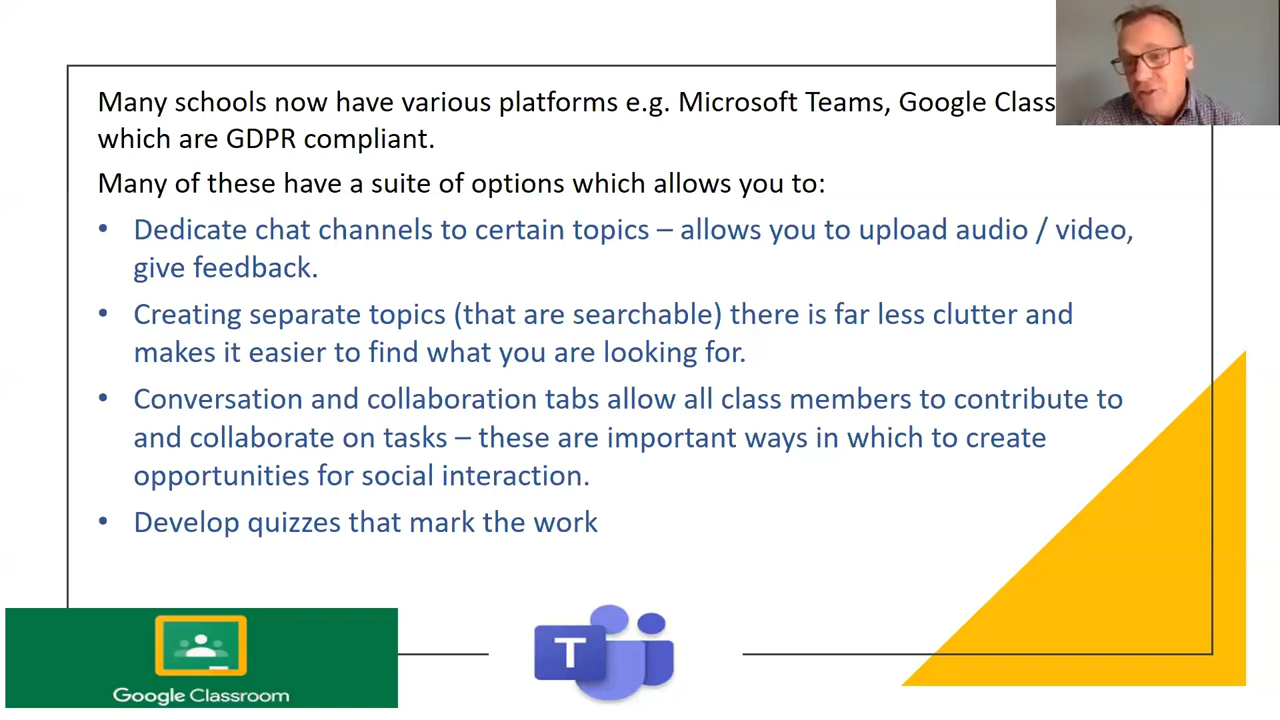 Many schools now have various platforms e.g. Microsoft Teams, Google Class
which are GDPR compliant.
Many of these have a suite of options which allows you to:
• Dedicate chat channels to certain topics – allows you to upload audio / video,
give feedback.
• Creating separate topics (that are searchable) there is far less clutter and
makes it easier to find what you are looking for.
• Conversation and collaboration tabs allow all class members to contribute to
and collaborate on tasks – these are important ways in which to create
opportunities for social interaction.
• Develop quizzes that mark the work
Google Classroom
T